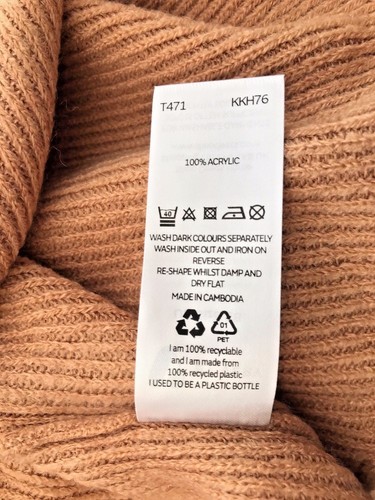 T471 KKH76
100% ACRYLIC
40
WASH DARK COLOURS SEPARATELY
WASH INSIDE OUT AND IRON ON
REVERSE
RE-SHAPE WHILST DAMP AND
DRY FLAT
MADE IN CAMBODIA
01
PET
I am 100% recyclable
and I am made from
100% recycled plastic
I USED TO BE A PLASTIC BOTTLE